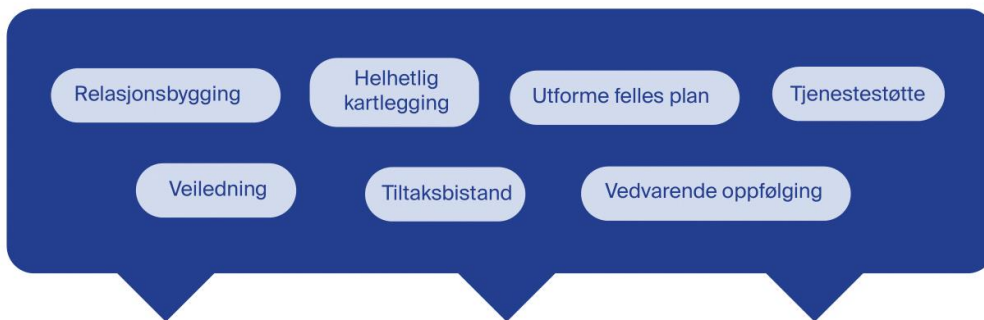 Relasjonsbygging
Helhetlig
kartlegging
Utforme felles plan
Tjenestestøtte
Veiledning
Tiltaksbistand
Vedvarende oppfølging